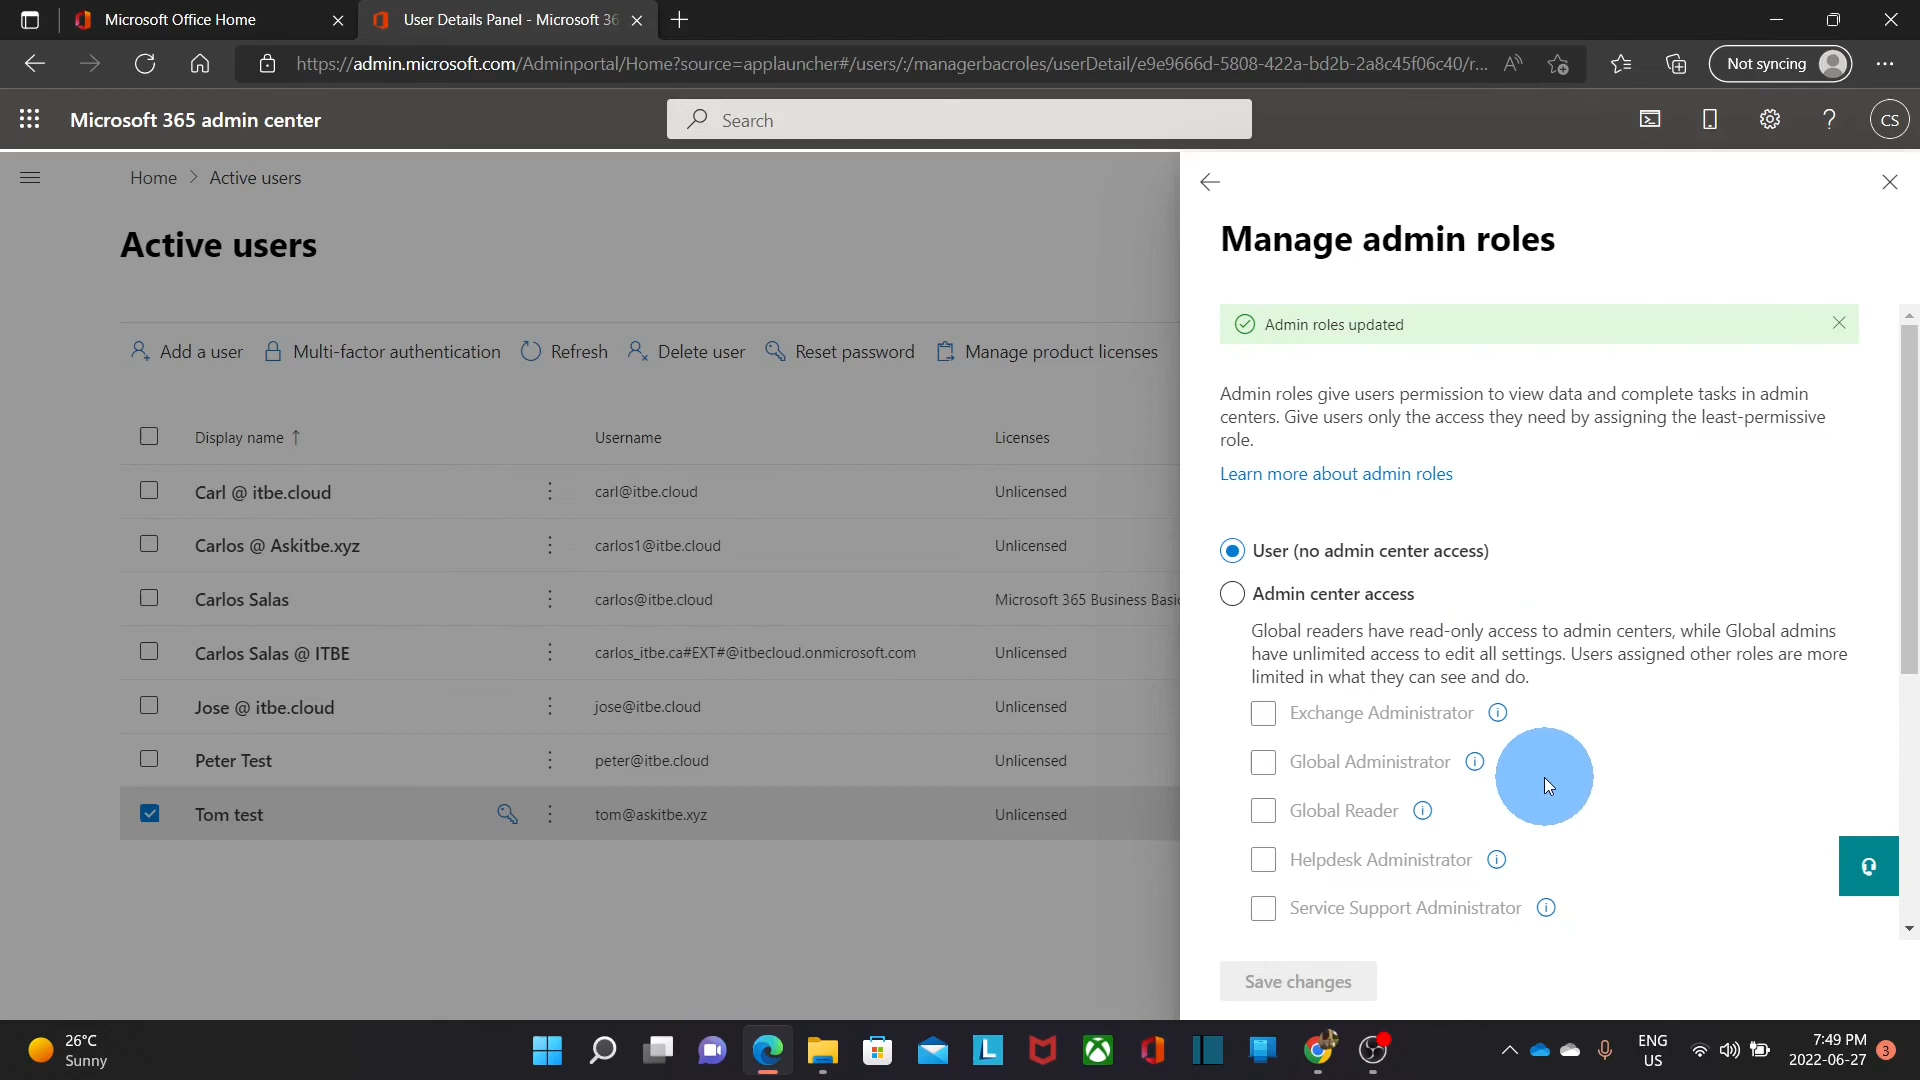 Microsoft Office Home
User Details Panel - Microsoft 36
https://admin.microsoft.com/Adminportal/Home?source=applauncher#/users/:/managerbacroles/userDetail/e9e9666d-5808-422a-bd2b-2a8c45f06c40/r...
Not syncing
Microsoft 365 admin center
Search
CS
Home > Active users
Active users
Add a user
Multi-factor authentication
Refresh
Delete user
Reset password
Manage product licenses
Display name ↑ Username Licenses
Carl @ itbe.cloud carl@itbe.cloud Unlicensed
Carlos @ Askitbe.xyz carlos1@itbe.cloud Unlicensed
Carlos Salas carlos@itbe.cloud Microsoft 365 Business Basi
Carlos Salas @ ITBE carlos_itbe.ca#EXT#@itbecloud.onmicrosoft.com Unlicensed
Jose @ itbe.cloud jose@itbe.cloud Unlicensed
Peter Test peter@itbe.cloud Unlicensed
Tom test tom@askitbe.xyz Unlicensed
Manage admin roles
Admin roles updated
Admin roles give users permission to view data and complete tasks in admin
centers. Give users only the access they need by assigning the least-permissive
role.
Learn more about admin roles
User (no admin center access)
Admin center access
Global readers have read-only access to admin centers, while Global admins
have unlimited access to edit all settings. Users assigned other roles are more
limited in what they can see and do.
Exchange Administrator
Global Administrator
Global Reader
Helpdesk Administrator
Service Support Administrator
Save changes
26°C
Sunny
L
ENG
US
7:49 PM
2022-06-27
3